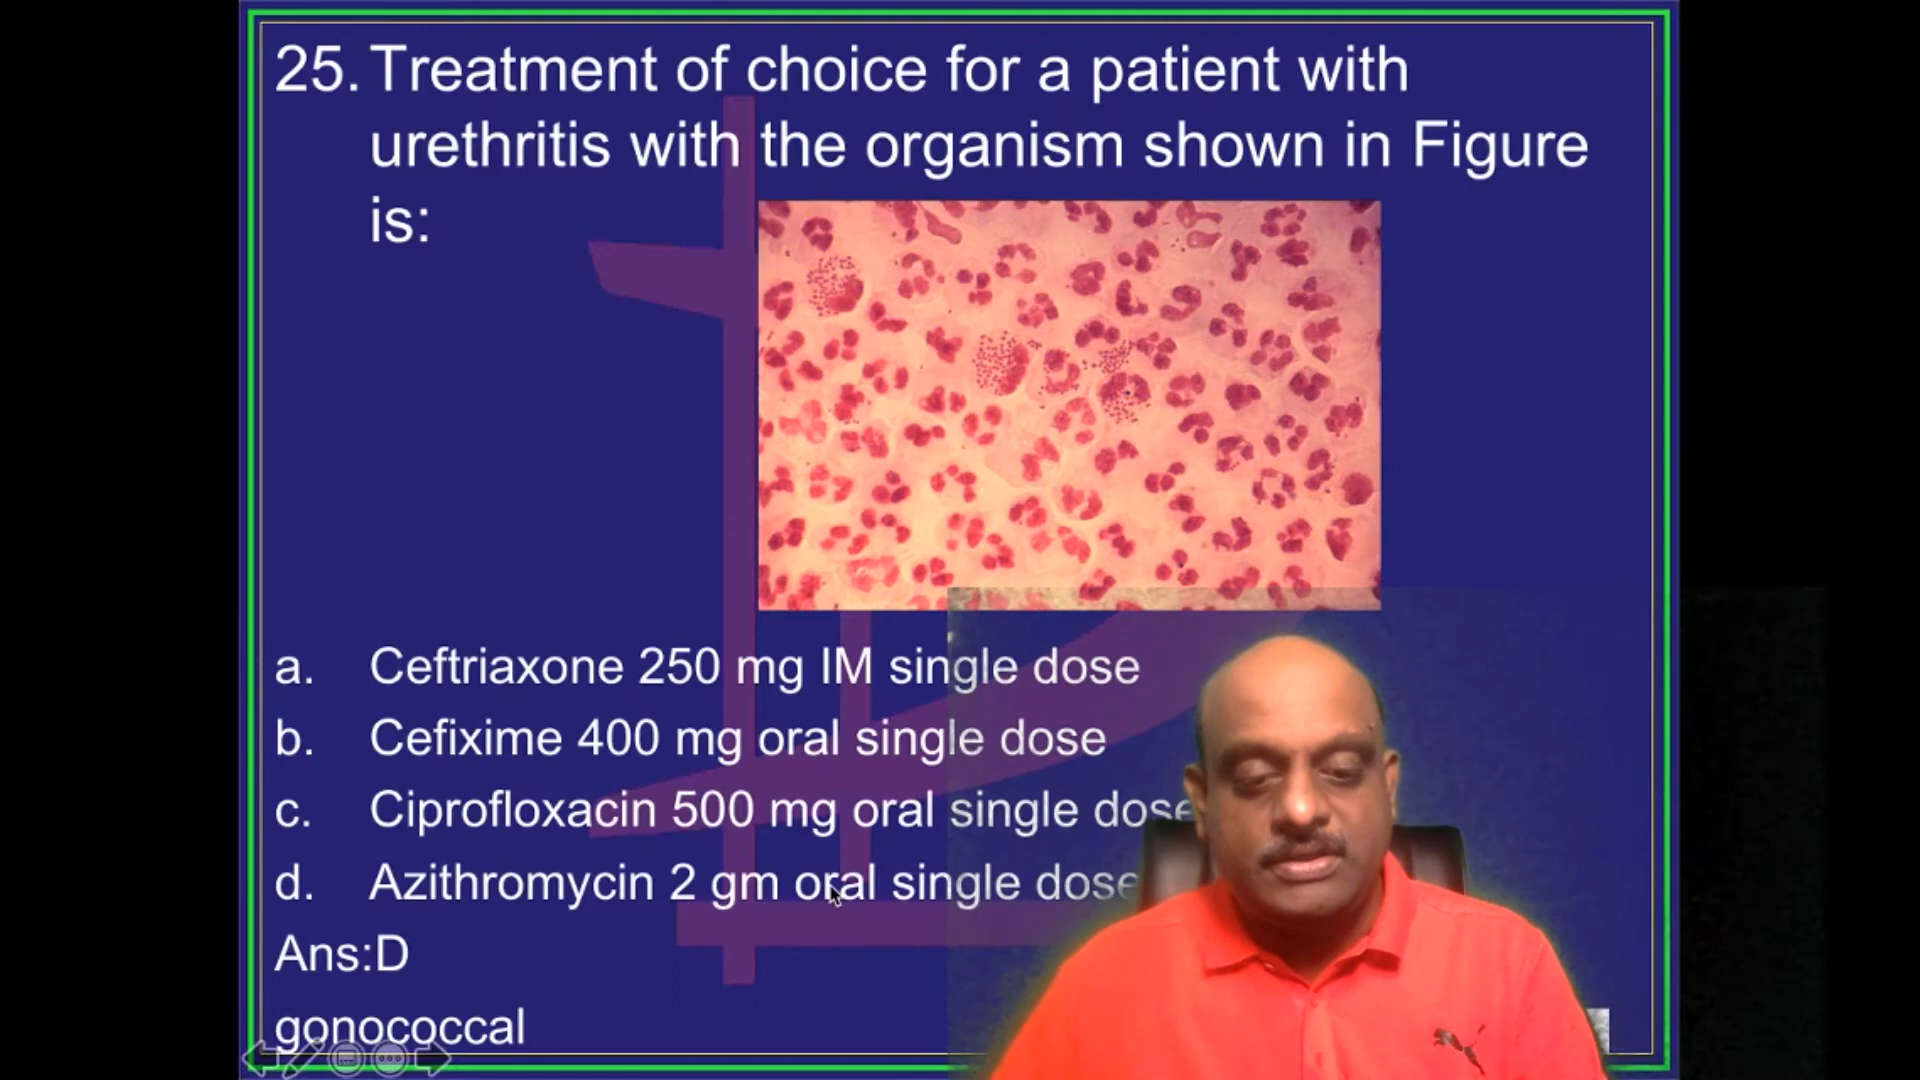 25. Treatment of choice for a patient with
urethritis with the organism shown in Figure
is:
a. Ceftriaxone 250 mg IM single dose
b. Cefixime 400 mg oral single dose
c. Ciprofloxacin 500 mg oral single dose
d. Azithromycin 2 gm oral single dose
Ans:D
gonococcal